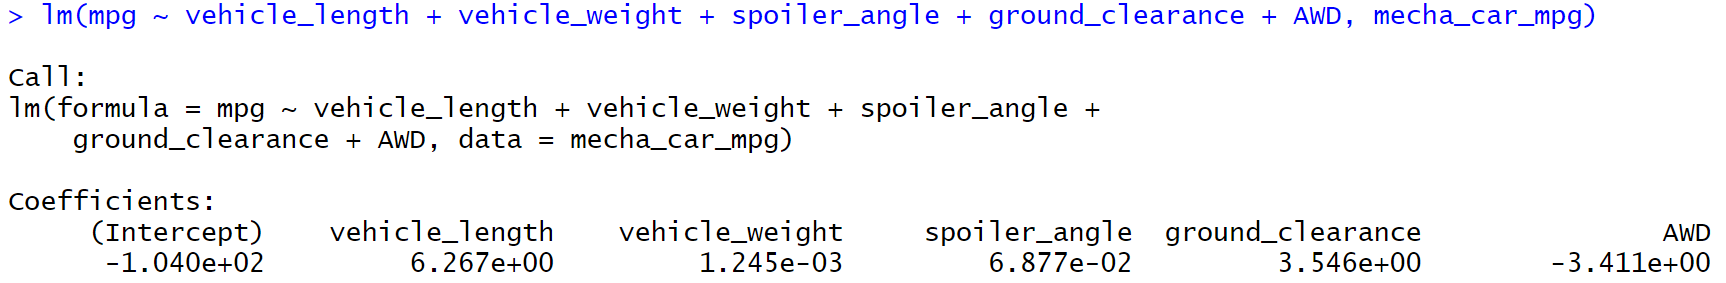 > lm(mpg ~ vehicle_length + vehicle_weight + spoiler_angle + ground_clearance + AWD, mecha_car_mpg)
Call:
lm(formula = mpg ~ vehicle_length + vehicle_weight + spoiler_angle +
    ground_clearance + AWD, data = mecha_car_mpg)
Coefficients:
     (Intercept)    vehicle_length    vehicle_weight     spoiler_angle  ground_clearance               AWD
      -1.040e+02         6.267e+00         1.245e-03         6.877e-02         3.546e+00        -3.411e+00